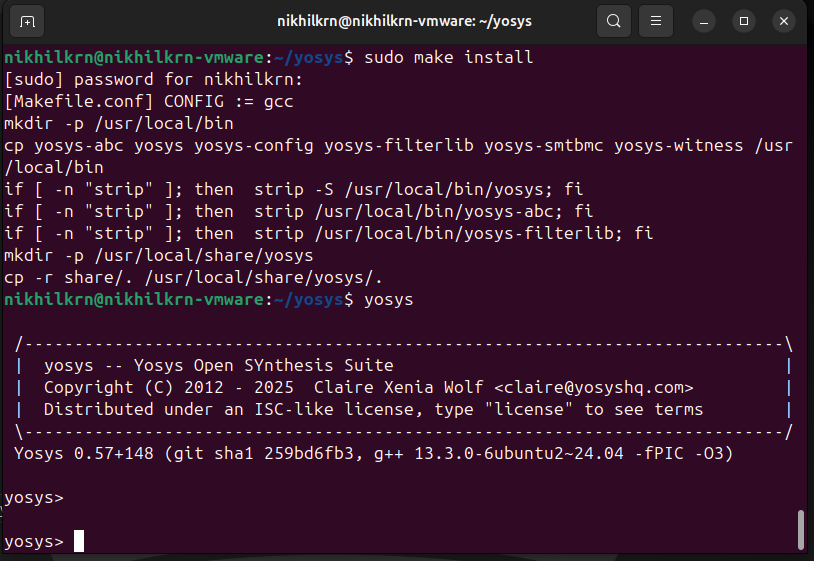 nikhilkrn@nikhilkrn-vmware: ~/yosys
nikhilkrn@nikhilkrn-vmware:~/yosys$ sudo make install
[sudo] password for nikhilkrn:
[Makefile.conf] CONFIG := gcc
mkdir -p /usr/local/bin
cp yosys-abc yosys yosys-config yosys-filterlib yosys-smtbmc yosys-witness /usr
/local/bin
if [ -n "strip" ]; then  strip -S /usr/local/bin/yosys; fi
if [ -n "strip" ]; then  strip /usr/local/bin/yosys-abc; fi
if [ -n "strip" ]; then  strip /usr/local/bin/yosys-filterlib; fi
mkdir -p /usr/local/share/yosys
cp -r share/. /usr/local/share/yosys/.
nikhilkrn@nikhilkrn-vmware:~/yosys$ yosys
/----------------------------------------------------------------------------\
|  yosys -- Yosys Open SYnthesis Suite                                       |
|  Copyright (C) 2012 - 2025  Claire Xenia Wolf <claire@yosyshq.com>         |
|  Distributed under an ISC-like license, type "license" to see terms        |
\----------------------------------------------------------------------------/
Yosys 0.57+148 (git sha1 259bd6fb3, g++ 13.3.0-6ubuntu2~24.04 -fPIC -O3)
yosys>
yosys>